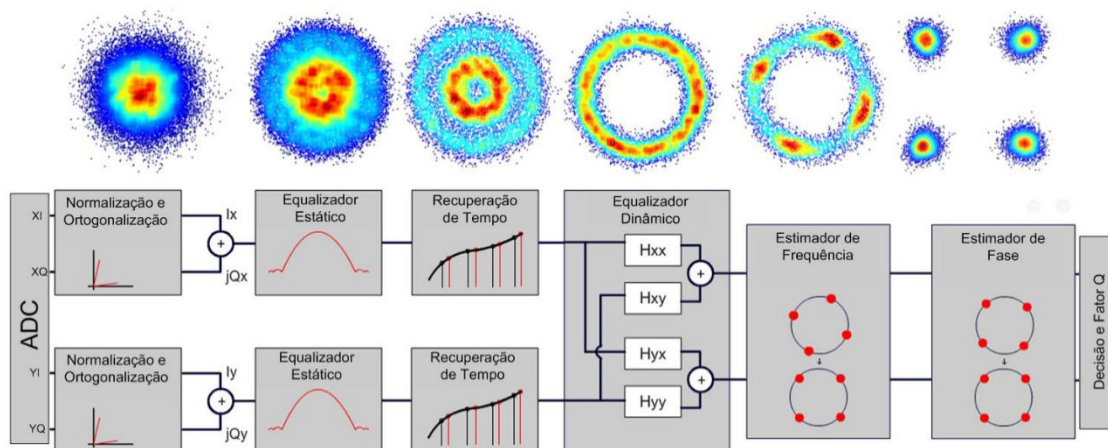 ADC
XI
XQ
YI
YQ
Normalização e
Ortogonalização
Ix
+
jQx
Equalizador
Estático
Recuperação
de Tempo
Equalizador
Dinâmico
Hxx
Hxy
+
Hyx
Hyy
+
Normalização e
Ortogonalização
Iy
+
jQy
Equalizador
Estático
Recuperação
de Tempo
Estimador de
Frequência
Estimador de
Fase
Decisão e Fator Q